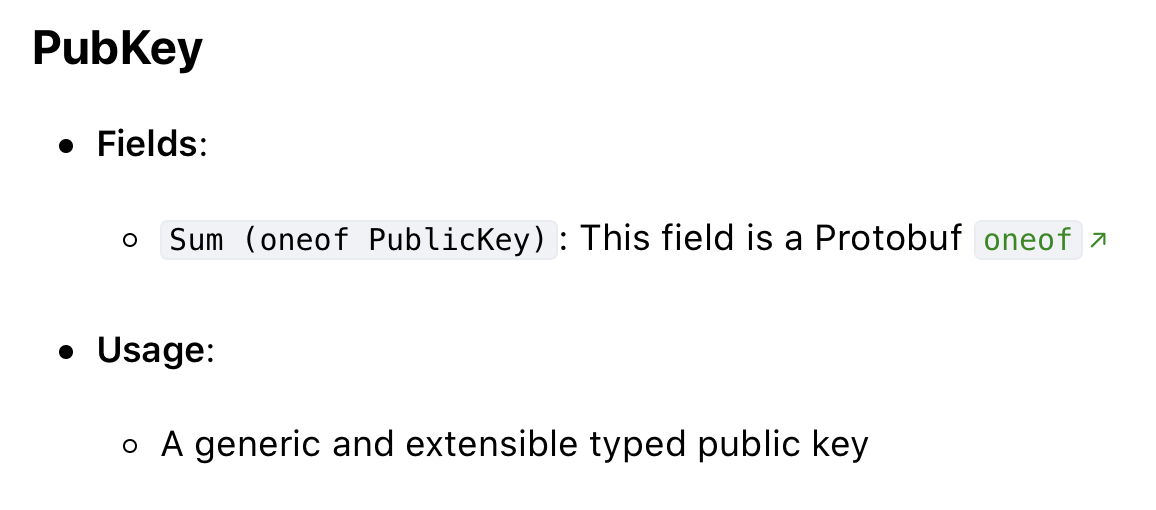 PubKey
Fields:
Sum (oneof PublicKey): This field is a Protobuf oneof
Usage:
A generic and extensible typed public key